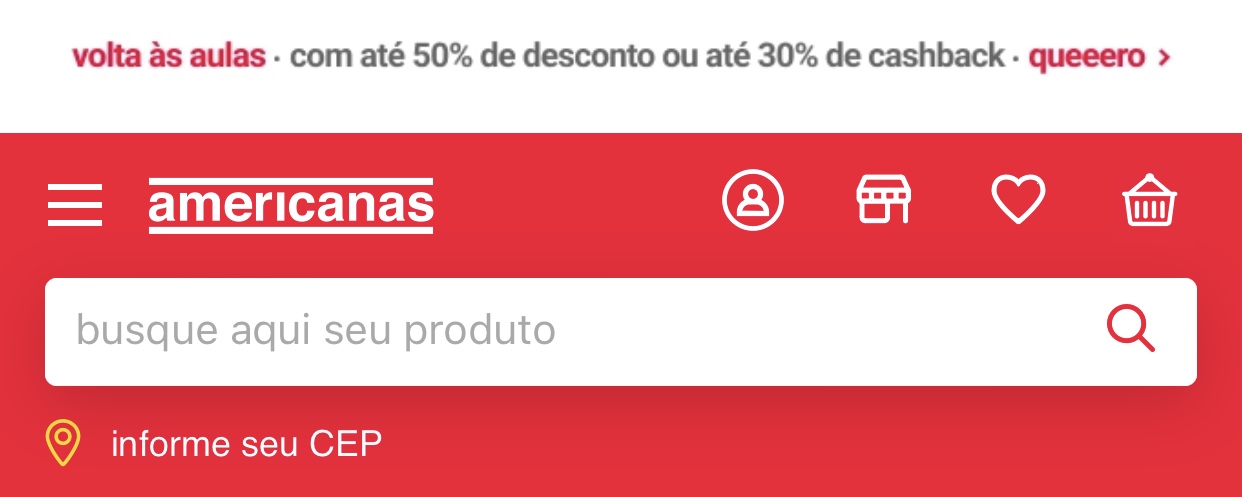 volta às aulas · com até 50% de desconto ou até 30% de cashback · queeero >
americanas
busque aqui seu produto
informe seu CEP